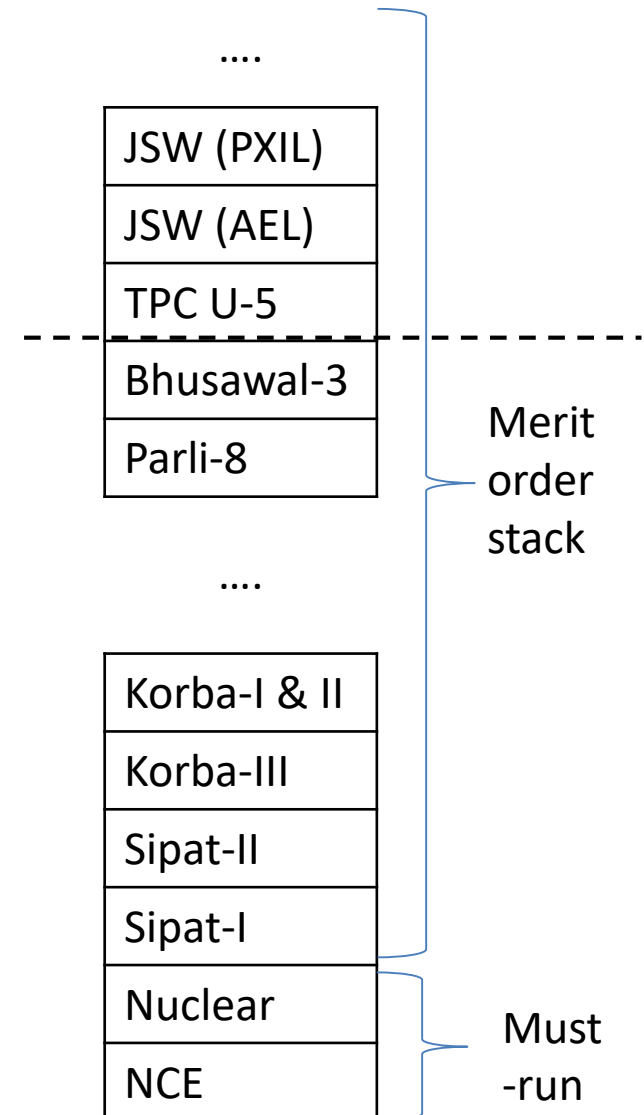 ....
JSW (PXIL)
JSW (AEL)
TPC U-5
Bhusawal-3
Parli-8
Merit
order
stack
....
Korba-I & II
Korba-III
Sipat-II
Sipat-I
Nuclear
NCE
Must
-run